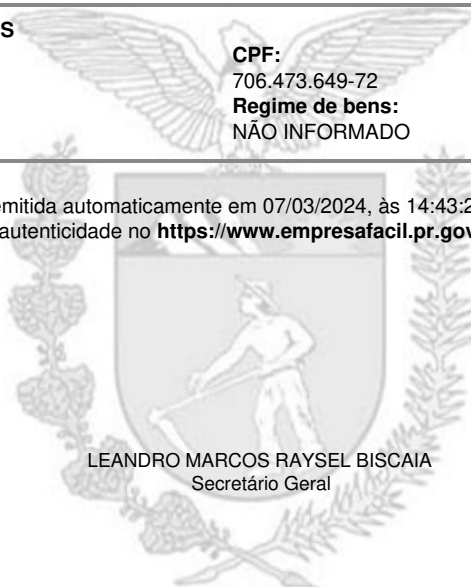 S
CPF:
706.473.649-72
Regime de bens:
NÃO INFORMADO
emitida automaticamente em 07/03/2024, às 14:43:2
autenticidade no https://www.empresafacil.pr.gov
LEANDRO MARCOS RAYSEL BISCAIA
Secretário Geral